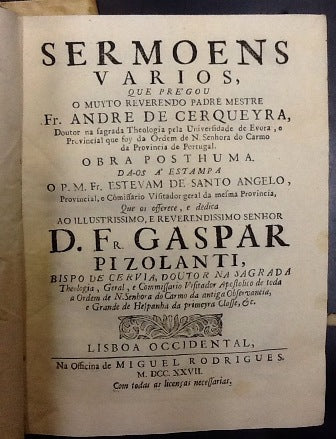 SERMOENS
VARIOS,
QUE PRE'GOU
O MUYTO REVERENDO PADRE MESTRE
Fr. ANDRE DE CERQUEYRA,
Doutor na sagrada Theologia pela Universidade de Evora, e
Provincial que foy da Ordem de N. Senhora do Carmo
da Provincia de Portugal.
OBRA POSTHUMA.
DA-OS A' ESTAMPA
O P. M. Fr. ESTEVAM DE SANTO ANGELO,
Provincial, e Cõmissario Visitador geral da mesma Provincia,
Que os offerece, e dedica
AO ILLUSTRISSIMO, E REVERENDISSIMO SENHOR
D. Fr. GASPAR
PIZOLANTI,
BISPO DE CERVIA, DOUTOR NA SAGRADA
Theologia, Geral, e Commissario Visitador Apostolico de toda
a Ordem de N. Senhora do Carmo da antiga Observancia,
e Grande de Hespanha da primeyra Classe, &c.
LISBOA OCCIDENTAL,
Na Officina de MIGUEL RODRIGUES.
M. DCC. XXVII.
Com todas as licenças necessarias.